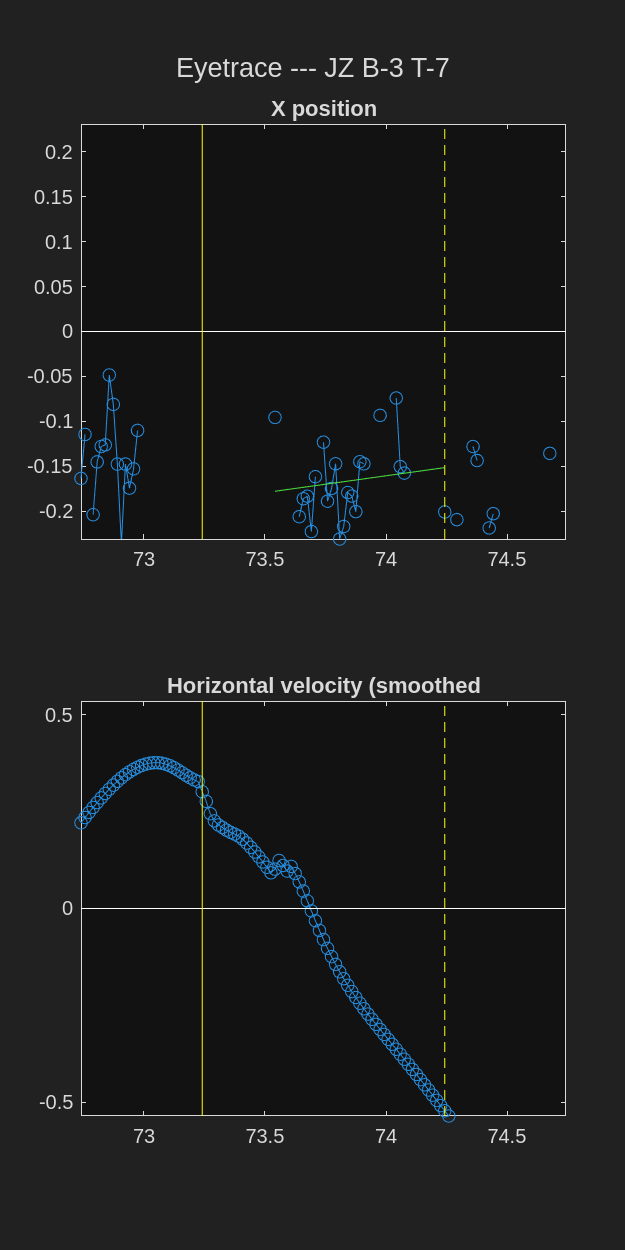 Eyetrace --- JZ B-3 T-7
X position
0.2
0.15
0.1
0.05
0
-0.05
-0.1
-0.15
-0.2
73 73.5 74 74.5
Horizontal velocity (smoothed
0.5
0
-0.5
73 73.5 74 74.5